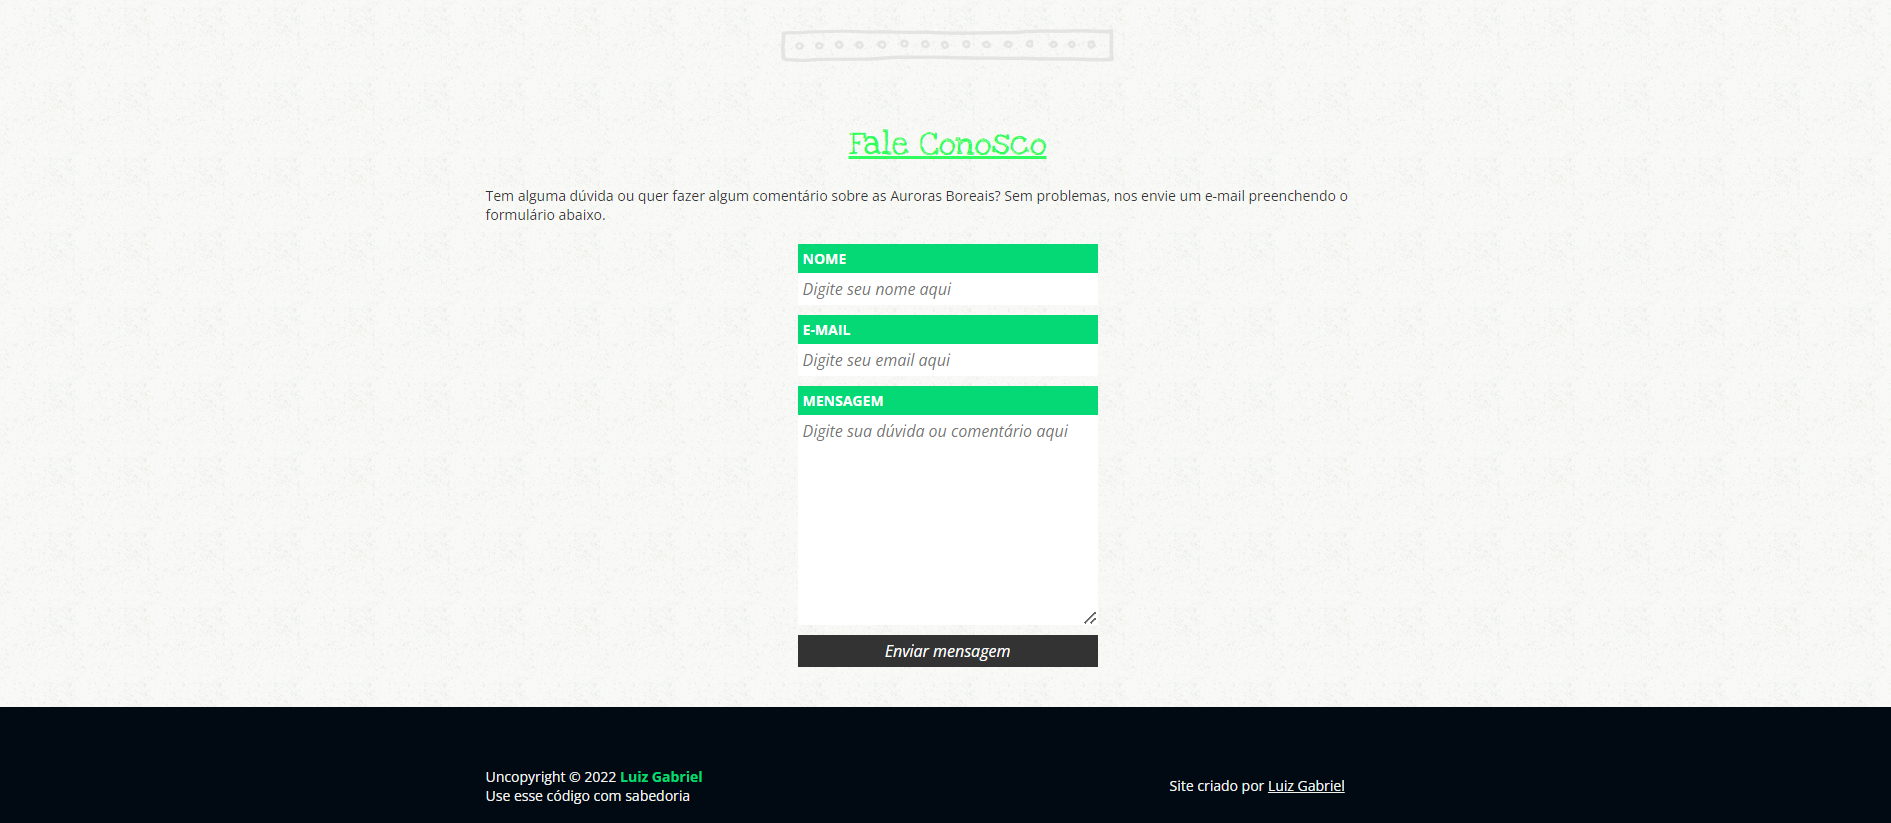 Fale Conosco
Tem alguma dúvida ou quer fazer algum comentário sobre as Auroras Boreais? Sem problemas, nos envie um e-mail preenchendo o
formulário abaixo.
NOME
Digite seu nome aqui
E-MAIL
Digite seu email aqui
MENSAGEM
Digite sua dúvida ou comentário aqui
Enviar mensagem
Uncopyright © 2022 Luiz Gabriel
Use esse código com sabedoria
Site criado por Luiz Gabriel